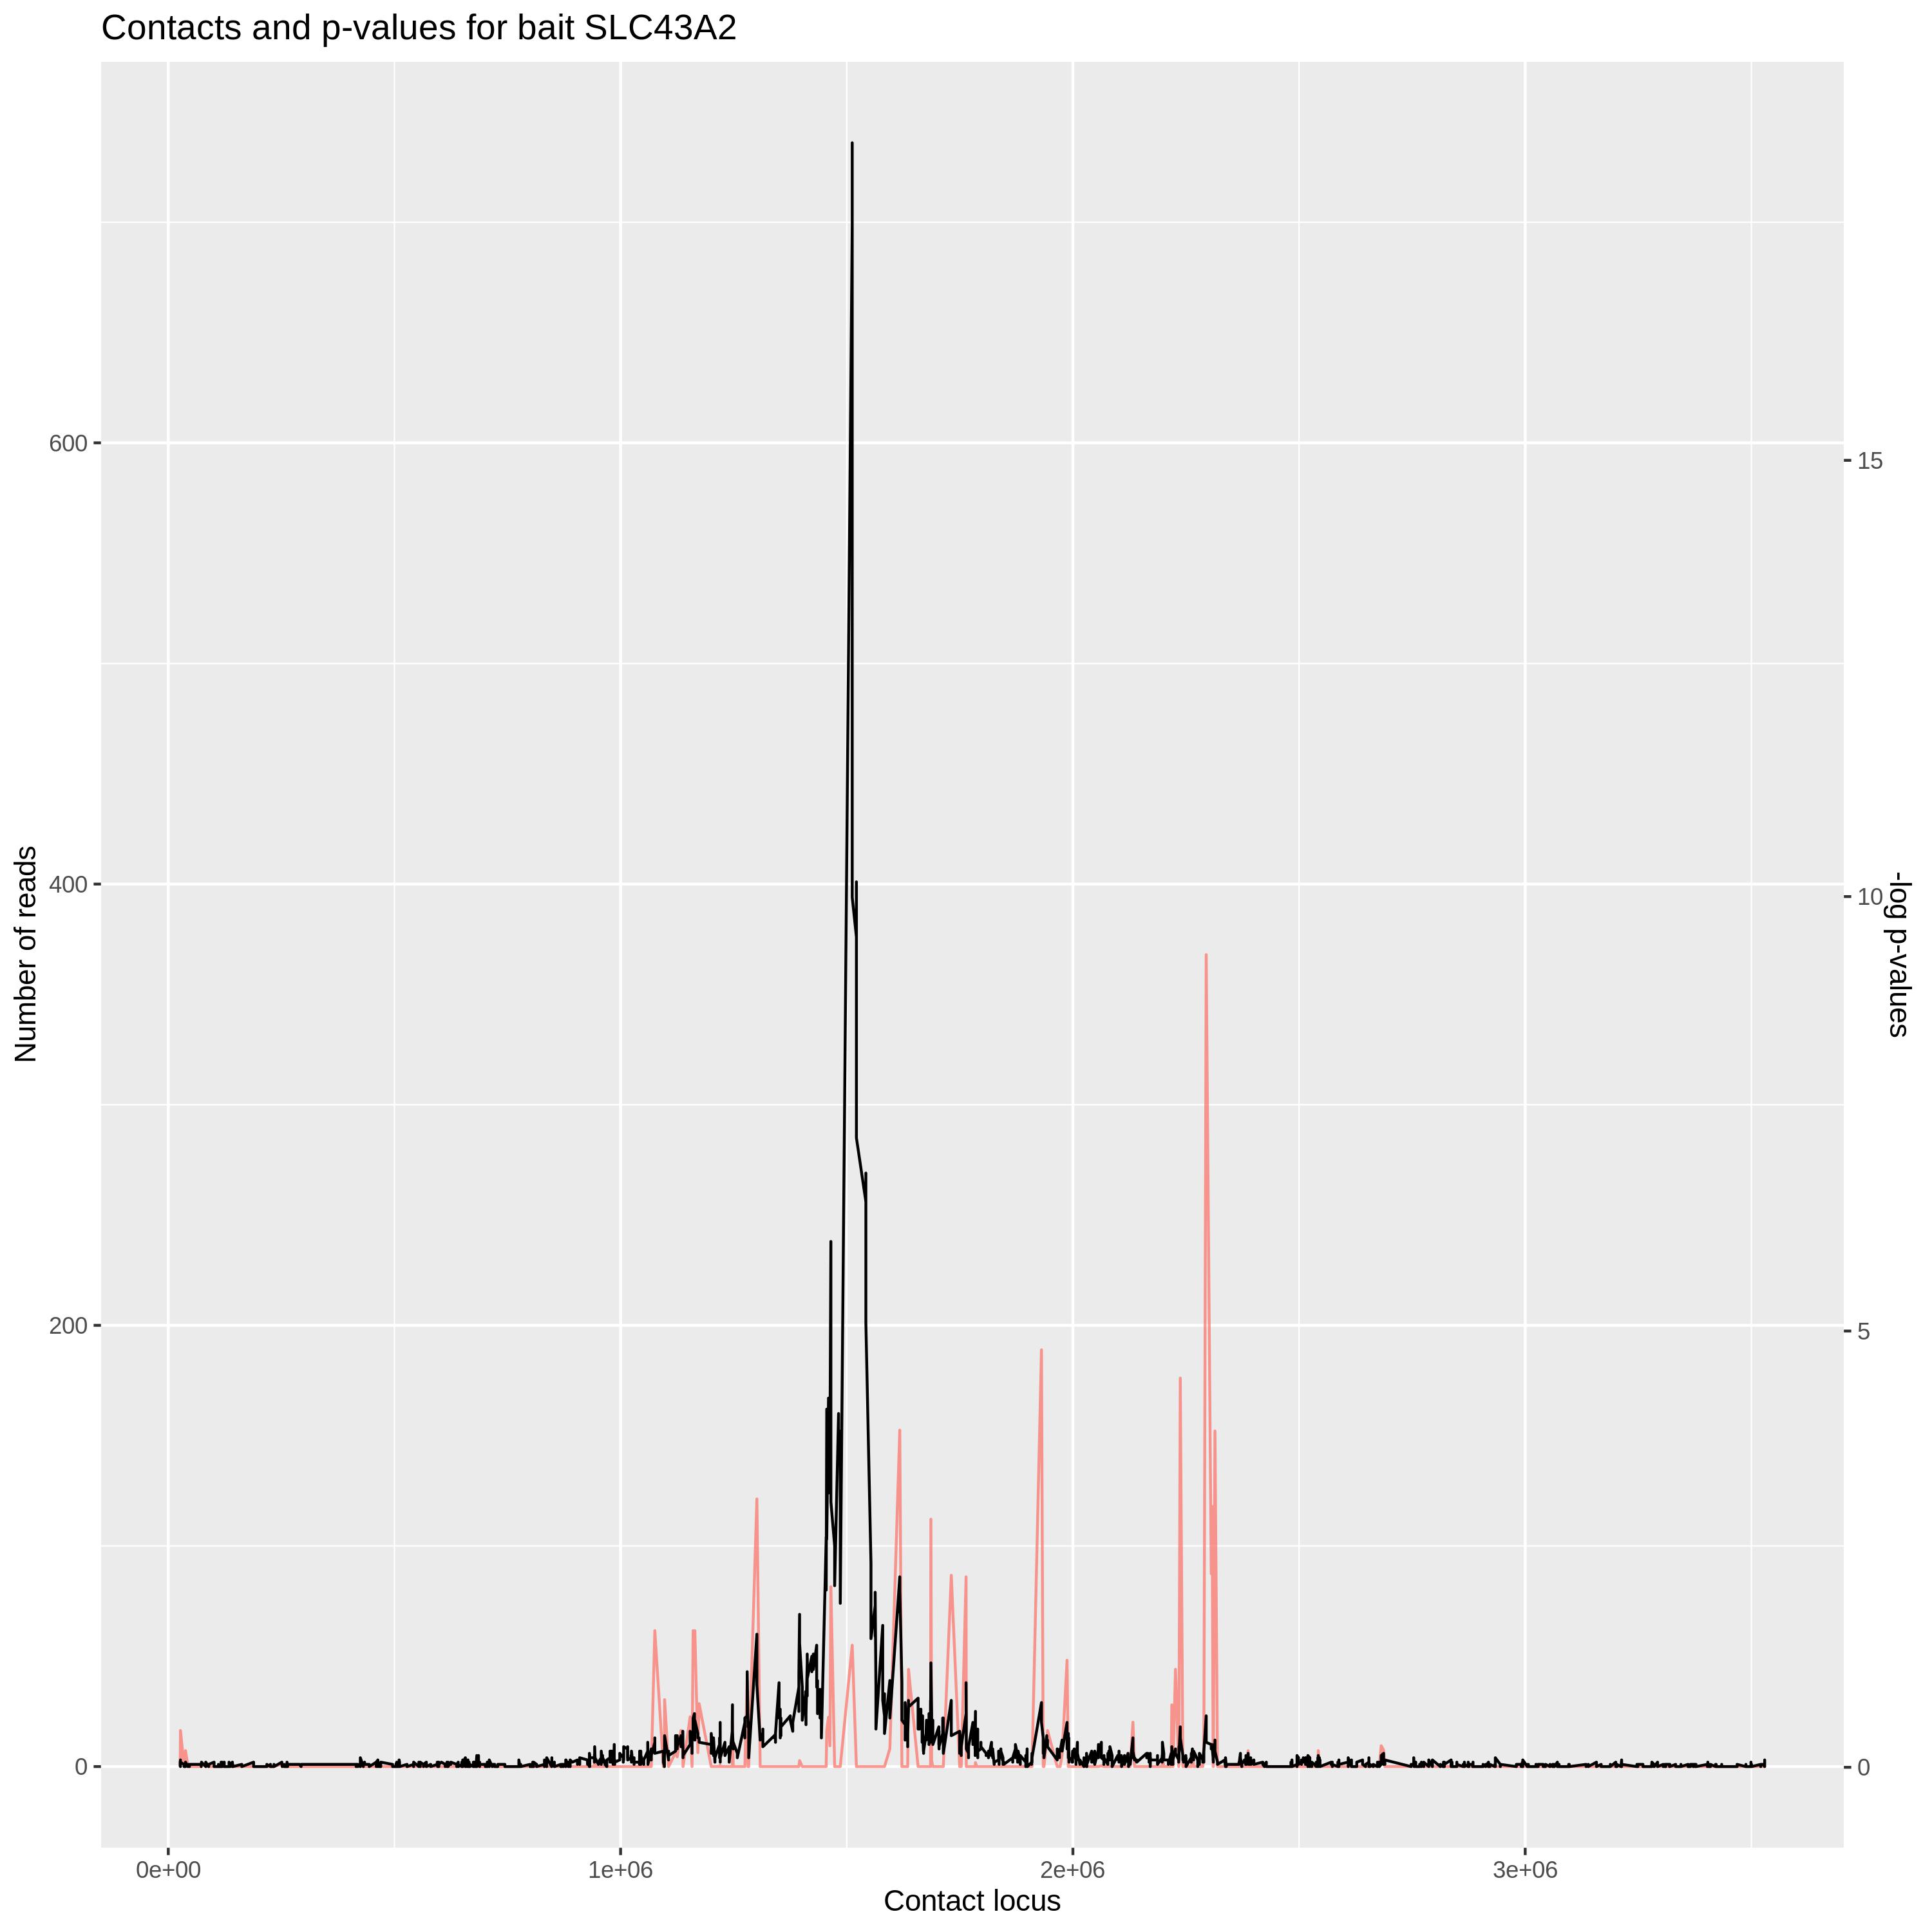 Contacts and p-values for bait SLC43A2
Number of reads
600
400
200
0
15
10
5
0
-log p-values
0e+00
1e+06
2e+06
3e+06
Contact locus